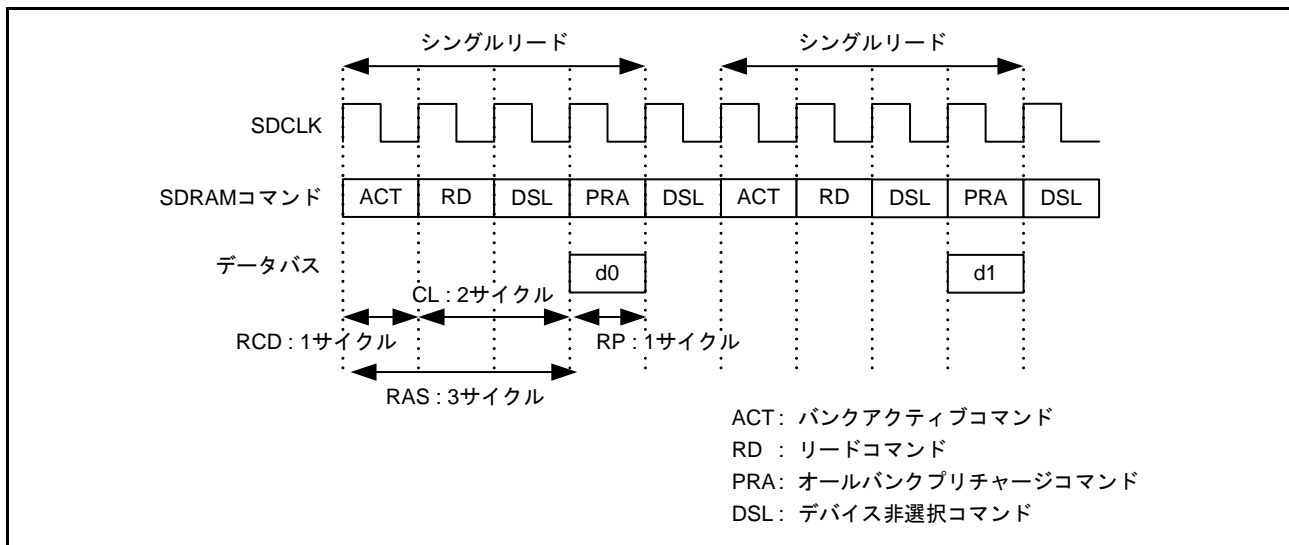 シングルリード シングルリード
SDCLK
SDRAMコマンド ACT RD DSL PRA DSL ACT RD DSL PRA DSL
データバス d0 d1
CL : 2サイクル
RCD : 1サイクル RP : 1サイクル
RAS : 3サイクル
ACT : バンクアクティブコマンド
RD : リードコマンド
PRA : オールバンクプリチャージコマンド
DSL : デバイス非選択コマンド